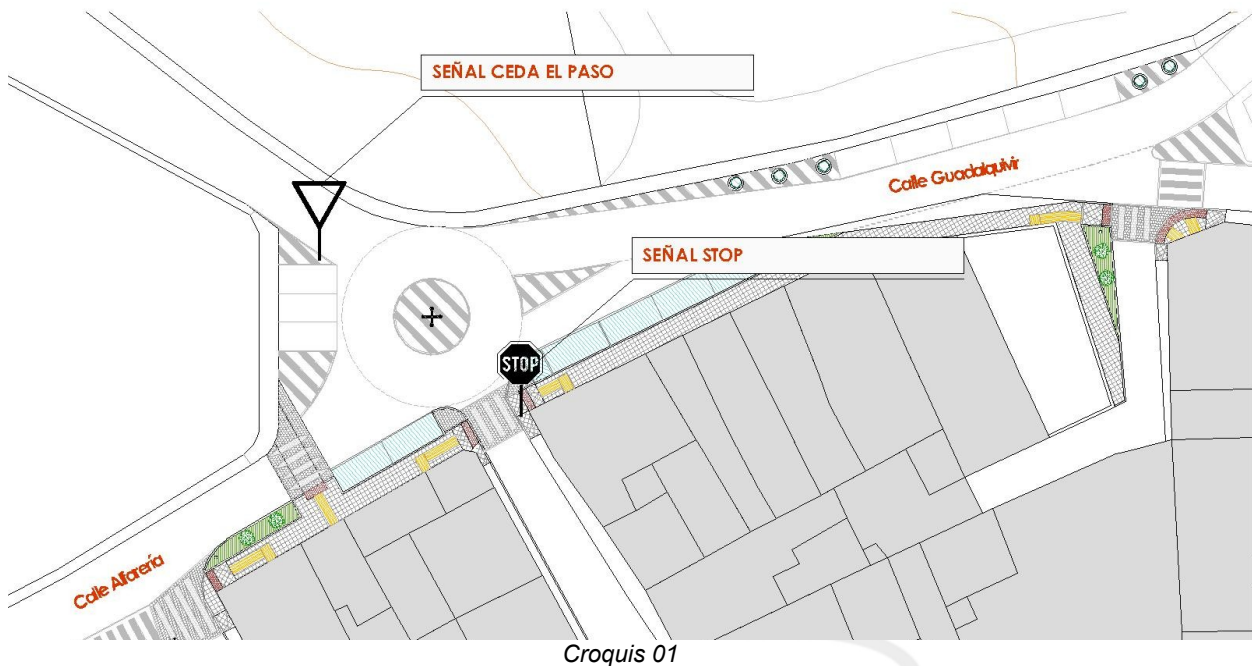 SEÑAL CEDA EL PASO
Calle Guadalquivir
SEÑAL STOP
STOP
Calle Alfarería
Croquis 01